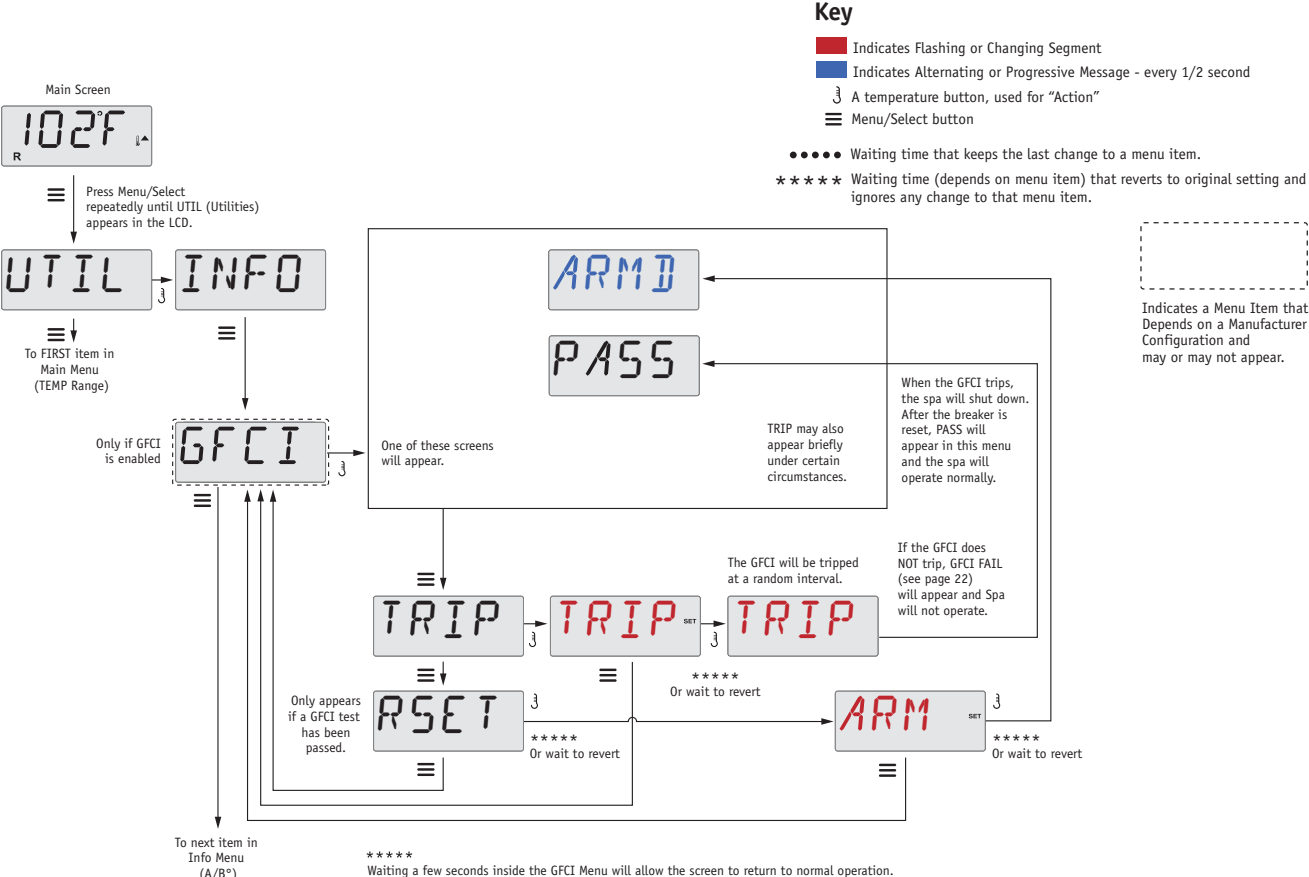 Key
Indicates Flashing or Changing Segment
Indicates Alternating or Progressive Message - every 1/2 second
A temperature button, used for “Action”
Menu/Select button
••••• Waiting time that keeps the last change to a menu item.
***** Waiting time (depends on menu item) that reverts to original setting and
ignores any change to that menu item.
Indicates a Menu Item that
Depends on a Manufacturer
Configuration and
may or may not appear.
Main Screen
102°F
R
Press Menu/Select
repeatedly until UTIL (Utilities)
appears in the LCD.
UTIL
INFO
To FIRST item in
Main Menu
(TEMP Range)
ARMD
PASS
Only if GFCI
is enabled
GFCI
One of these screens
will appear.
TRIP may also
appear briefly
under certain
circumstances.
When the GFCI trips,
the spa will shut down.
After the breaker is
reset, PASS will
appear in this menu
and the spa will
operate normally.
The GFCI will be tripped
at a random interval.
If the GFCI does
NOT trip, GFCI FAIL
(see page 22)
will appear and Spa
will not operate.
TRIP
TRIP SET
TRIP
*****
Or wait to revert
Only appears
if a GFCI test
has been
passed.
RSET
*****
Or wait to revert
ARM SET
*****
Or wait to revert
To next item in
Info Menu
(A/B°)
*****
Waiting a few seconds inside the GFCI Menu will allow the screen to return to normal operation.